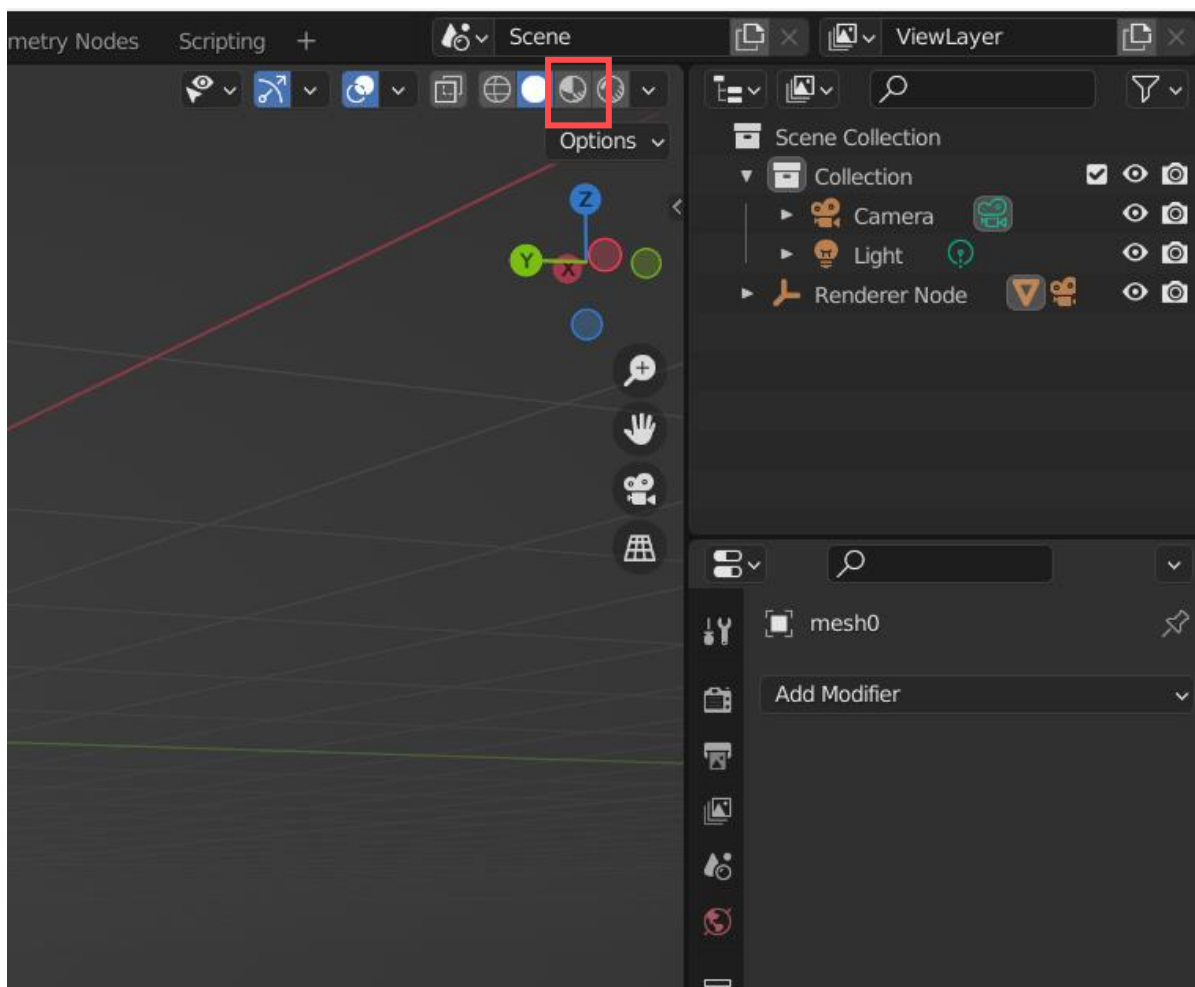 metry Nodes Scripting +
Scene
ViewLayer
Options
Z
Y
X
Scene Collection
Collection
Camera
Light
Renderer Node
mesh0
Add Modifier